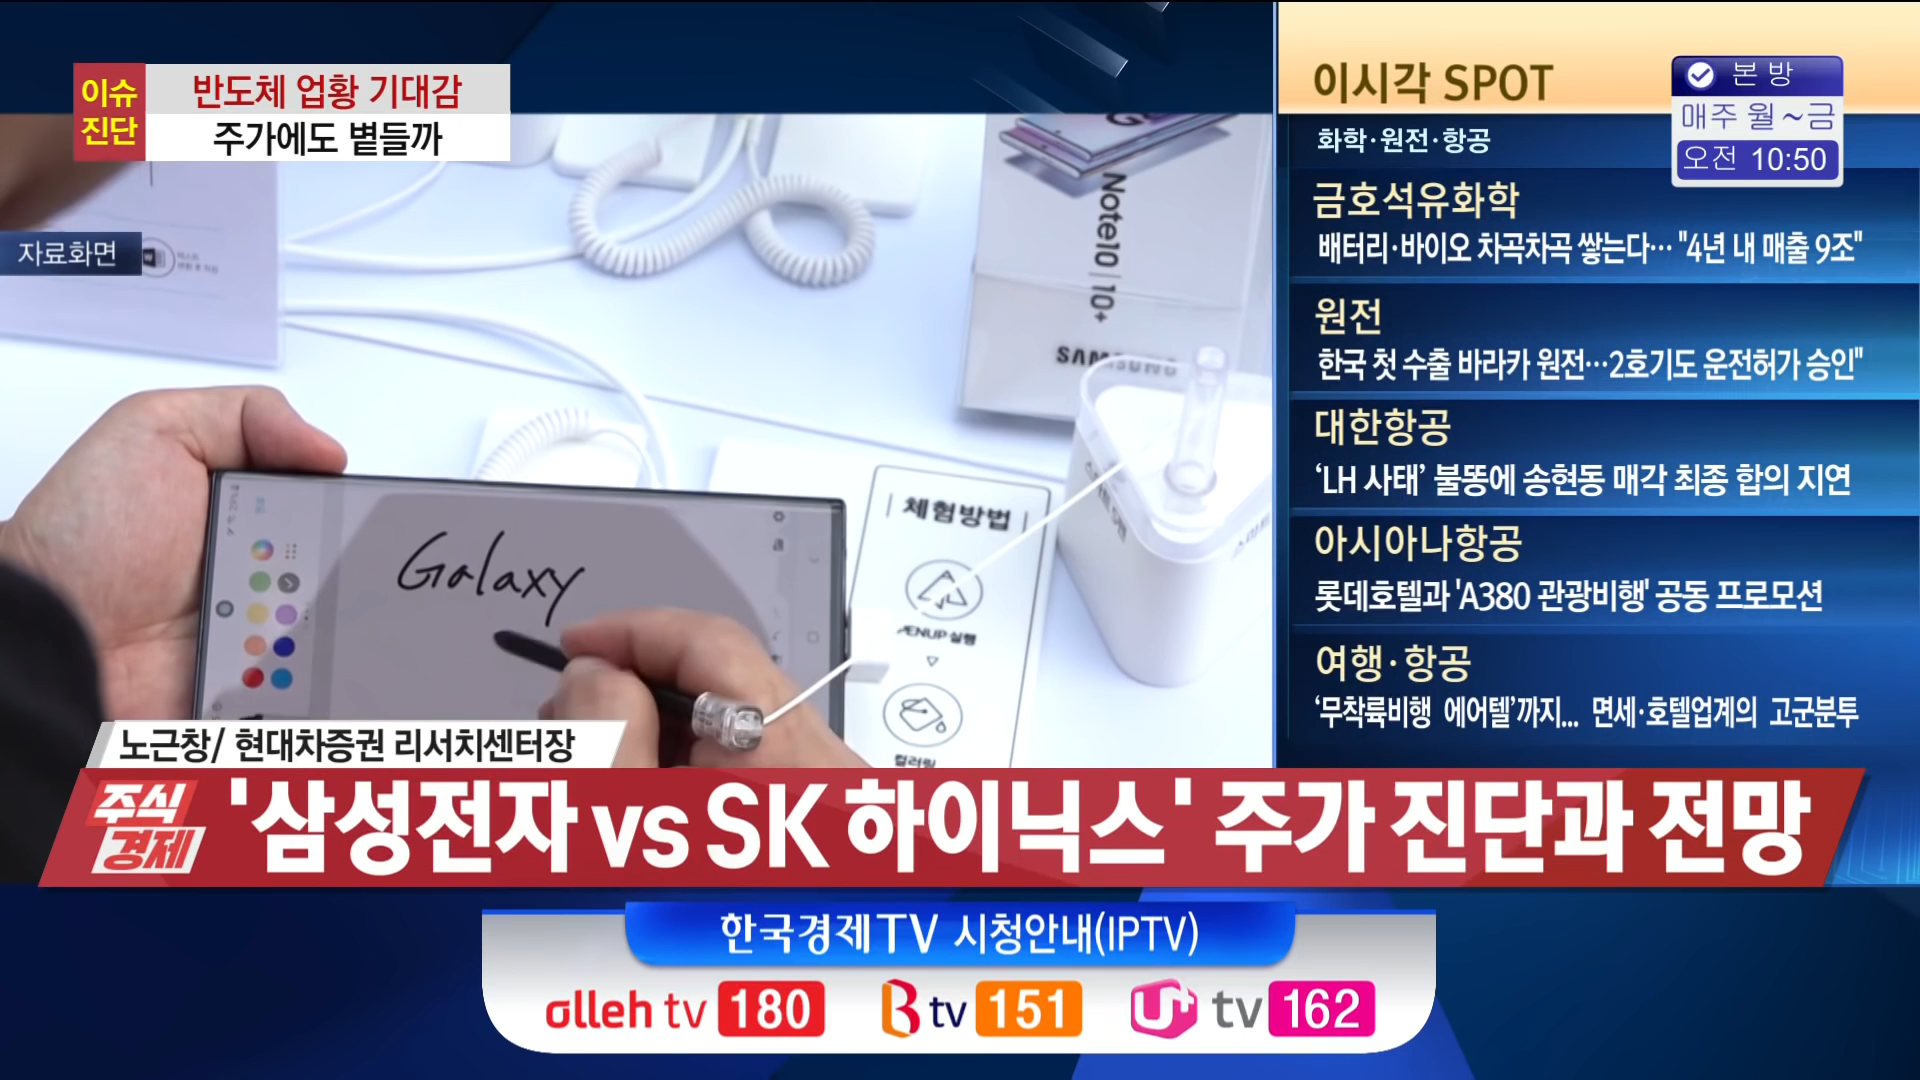 이슈
진단
반도체 업황 기대감
주가에도 볕들까
자료화면
Note10 | 10+
SAMSUNG
Galaxy
체험방법
PENUP 실행
컬러링
이시각 SPOT
본 방
매주 월~금
오전 10:50
화학·원전·항공
금호석유화학
배터리·바이오 차곡차곡 쌓는다… "4년 내 매출 9조"
원전
한국 첫 수출 바라카 원전…2호기도 운전허가 승인"
대한항공
‘LH 사태’ 불똥에 송현동 매각 최종 합의 지연
아시아나항공
롯데호텔과 'A380 관광비행' 공동 프로모션
여행·항공
‘무착륙비행 에어텔’까지... 면세·호텔업계의 고군분투
노근창/ 현대차증권 리서치센터장
주식
경제
'삼성전자 vs SK 하이닉스' 주가 진단과 전망
한국경제TV 시청안내(IPTV)
olleh tv 180
B tv 151
U+ tv 162